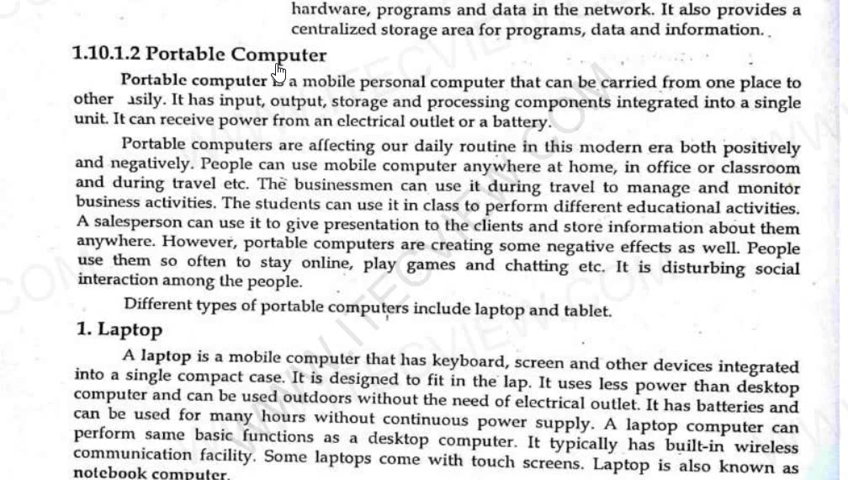 hardware, programs and data in the network. It also provides a
centralized storage area for programs, data and information.
1.10.1.2 Portable Computer
Portable computer is a mobile personal computer that can be carried from one place to
other asily. It has input, output, storage and processing components integrated into a single
unit. It can receive power from an electrical outlet or a battery.
Portable computers are affecting our daily routine in this modern era both positively
and negatively. People can use mobile computer anywhere at home, in office or classroom
and during travel etc. The businessmen can use it during travel to manage and monitor
business activities. The students can use it in class to perform different educational activities.
A salesperson can use it to give presentation to the clients and store information about them
anywhere. However, portable computers are creating some negative effects as well. People
use them so often to stay online, play games and chatting etc. It is disturbing social
interaction among the people.
Different types of portable computers include laptop and tablet.
1. Laptop
A laptop is a mobile computer that has keyboard, screen and other devices integrated
into a single compact case. It is designed to fit in the lap. It uses less power than desktop
computer and can be used outdoors without the need of electrical outlet. It has batteries and
can be used for many hours without continuous power supply. A laptop computer can
perform same basic functions as a desktop computer. It typically has built-in wireless
communication facility. Some laptops come with touch screens. Laptop is also known as
notebook computer.
WWW.ITECVIEW.COM